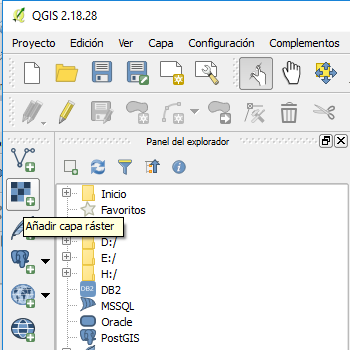 QGIS 2.18.28
Proyecto Edición Ver Capa Configuración Complementos
Panel del explorador
Inicio
Favoritos
Añadir capa ráster
D:/
E:/
H:/
DB2 DB2
MSSQL
Oracle
PostGIS